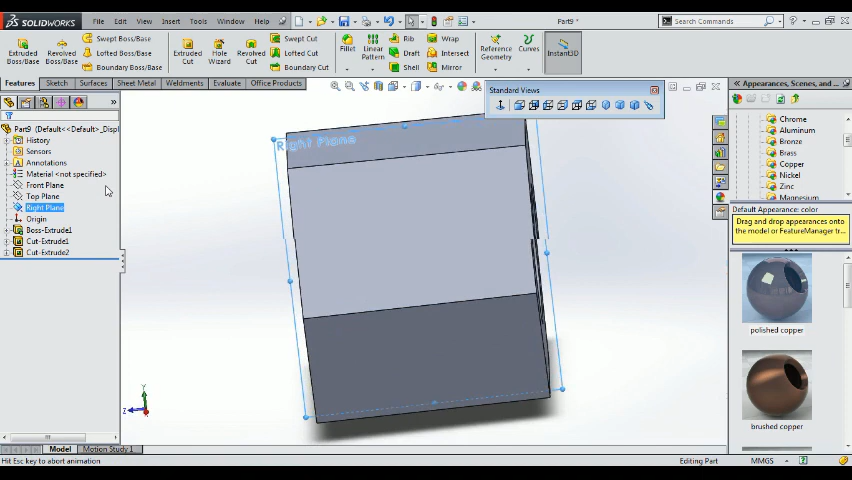 SOLIDWORKS File Edit View Insert Tools Window Help Part9 * Search Commands
Extruded Boss/Base
Revolved Boss/Base
Swept Boss/Base
Lofted Boss/Base
Boundary Boss/Base
Extruded Cut
Hole Wizard
Revolved Cut
Swept Cut
Lofted Cut
Boundary Cut
Fillet
Linear Pattern
Rib
Draft
Shell
Wrap
Intersect
Mirror
Reference Geometry
Curves
Instant3D
Features Sketch Surfaces Sheet Metal Weldments Evaluate Office Products
Standard Views
Appearances, Scenes, and...
Part9 (Default<<Default>_Displ
History
Sensors
Annotations
Material <not specified>
Front Plane
Top Plane
Right Plane
Origin
Boss-Extrude1
Cut-Extrude1
Cut-Extrude2
Right Plane
Y
Z
Chrome
Aluminum
Bronze
Brass
Copper
Nickel
Zinc
Magnesium
Default Appearance: color
Drag and drop appearances onto
the model or FeatureManager tr...
polished copper
brushed copper
Model Motion Study 1
Hit Esc key to abort animation Editing Part MMGS